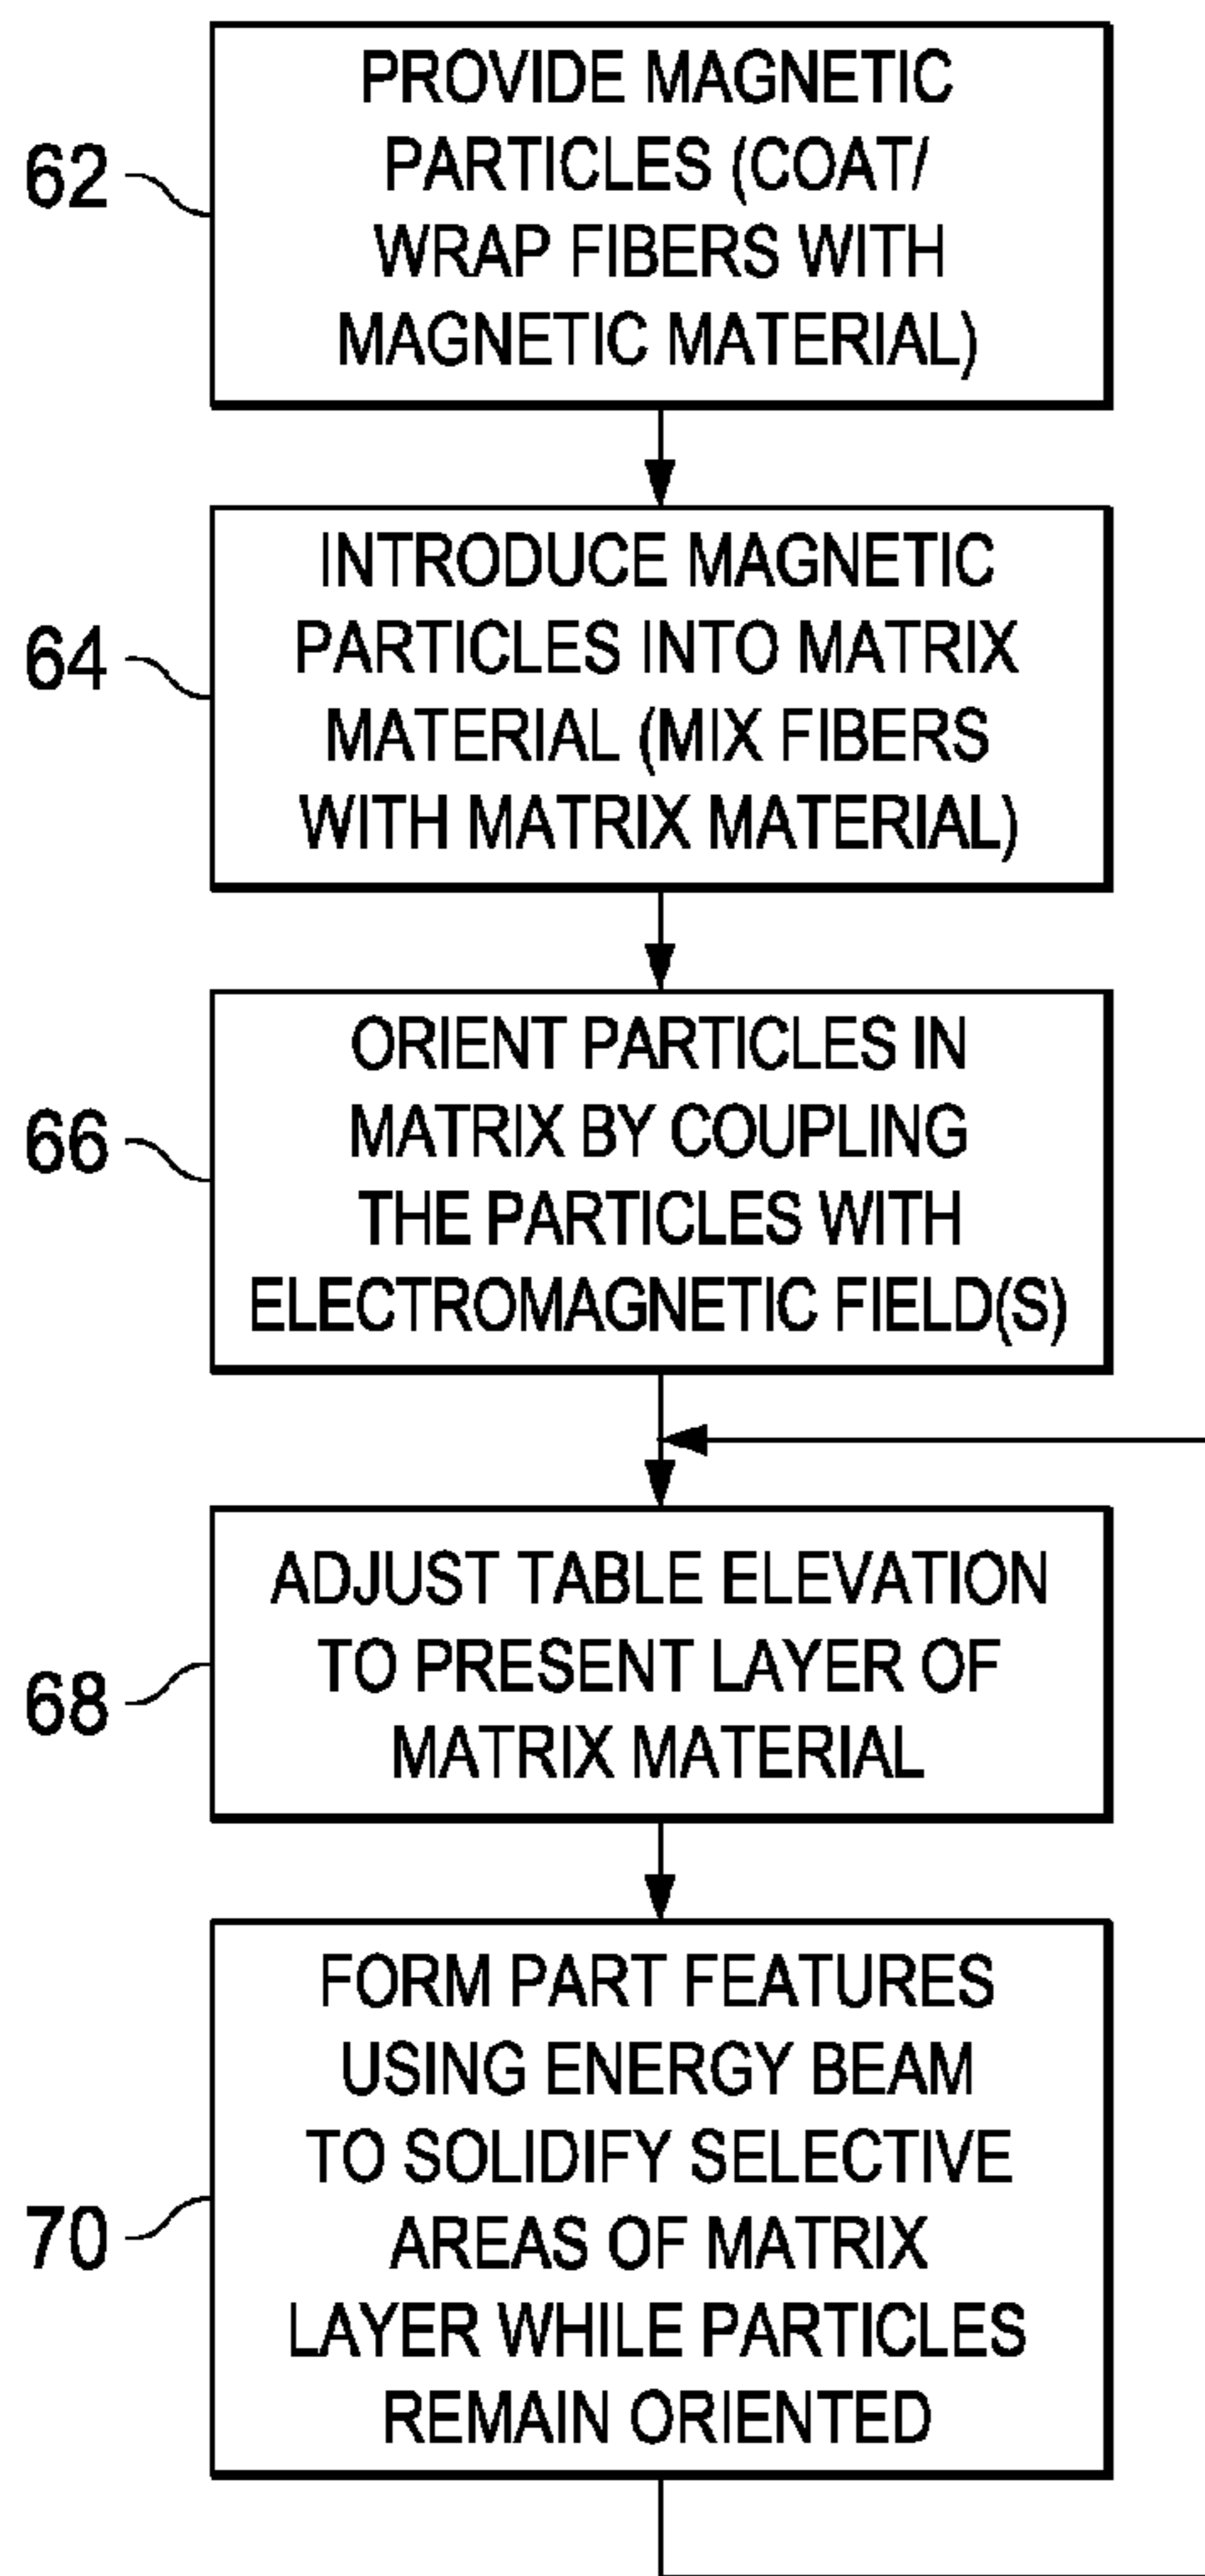 62
PROVIDE MAGNETIC
PARTICLES (COAT/
WRAP FIBERS WITH
MAGNETIC MATERIAL)
64
INTRODUCE MAGNETIC
PARTICLES INTO MATRIX
MATERIAL (MIX FIBERS
WITH MATRIX MATERIAL)
66
ORIENT PARTICLES IN
MATRIX BY COUPLING
THE PARTICLES WITH
ELECTROMAGNETIC FIELD(S)
68
ADJUST TABLE ELEVATION
TO PRESENT LAYER OF
MATRIX MATERIAL
70
FORM PART FEATURES
USING ENERGY BEAM
TO SOLIDIFY SELECTIVE
AREAS OF MATRIX
LAYER WHILE PARTICLES
REMAIN ORIENTED